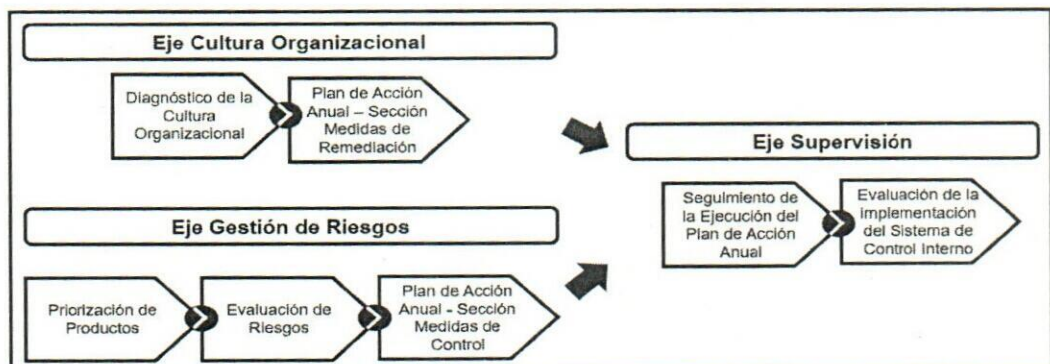 Eje Cultura Organizacional
Diagnóstico de la
Cultura
Organizacional
Plan de Acción
Anual – Sección
Medidas de
Remediación
Eje Gestión de Riesgos
Priorización de
Productos
Evaluación de
Riesgos
Plan de Acción
Anual - Sección
Medidas de
Control
Eje Supervisión
Seguimiento de
la Ejecución del
Plan de Acción
Anual
Evaluación de la
implementación
del Sistema de
Control Interno